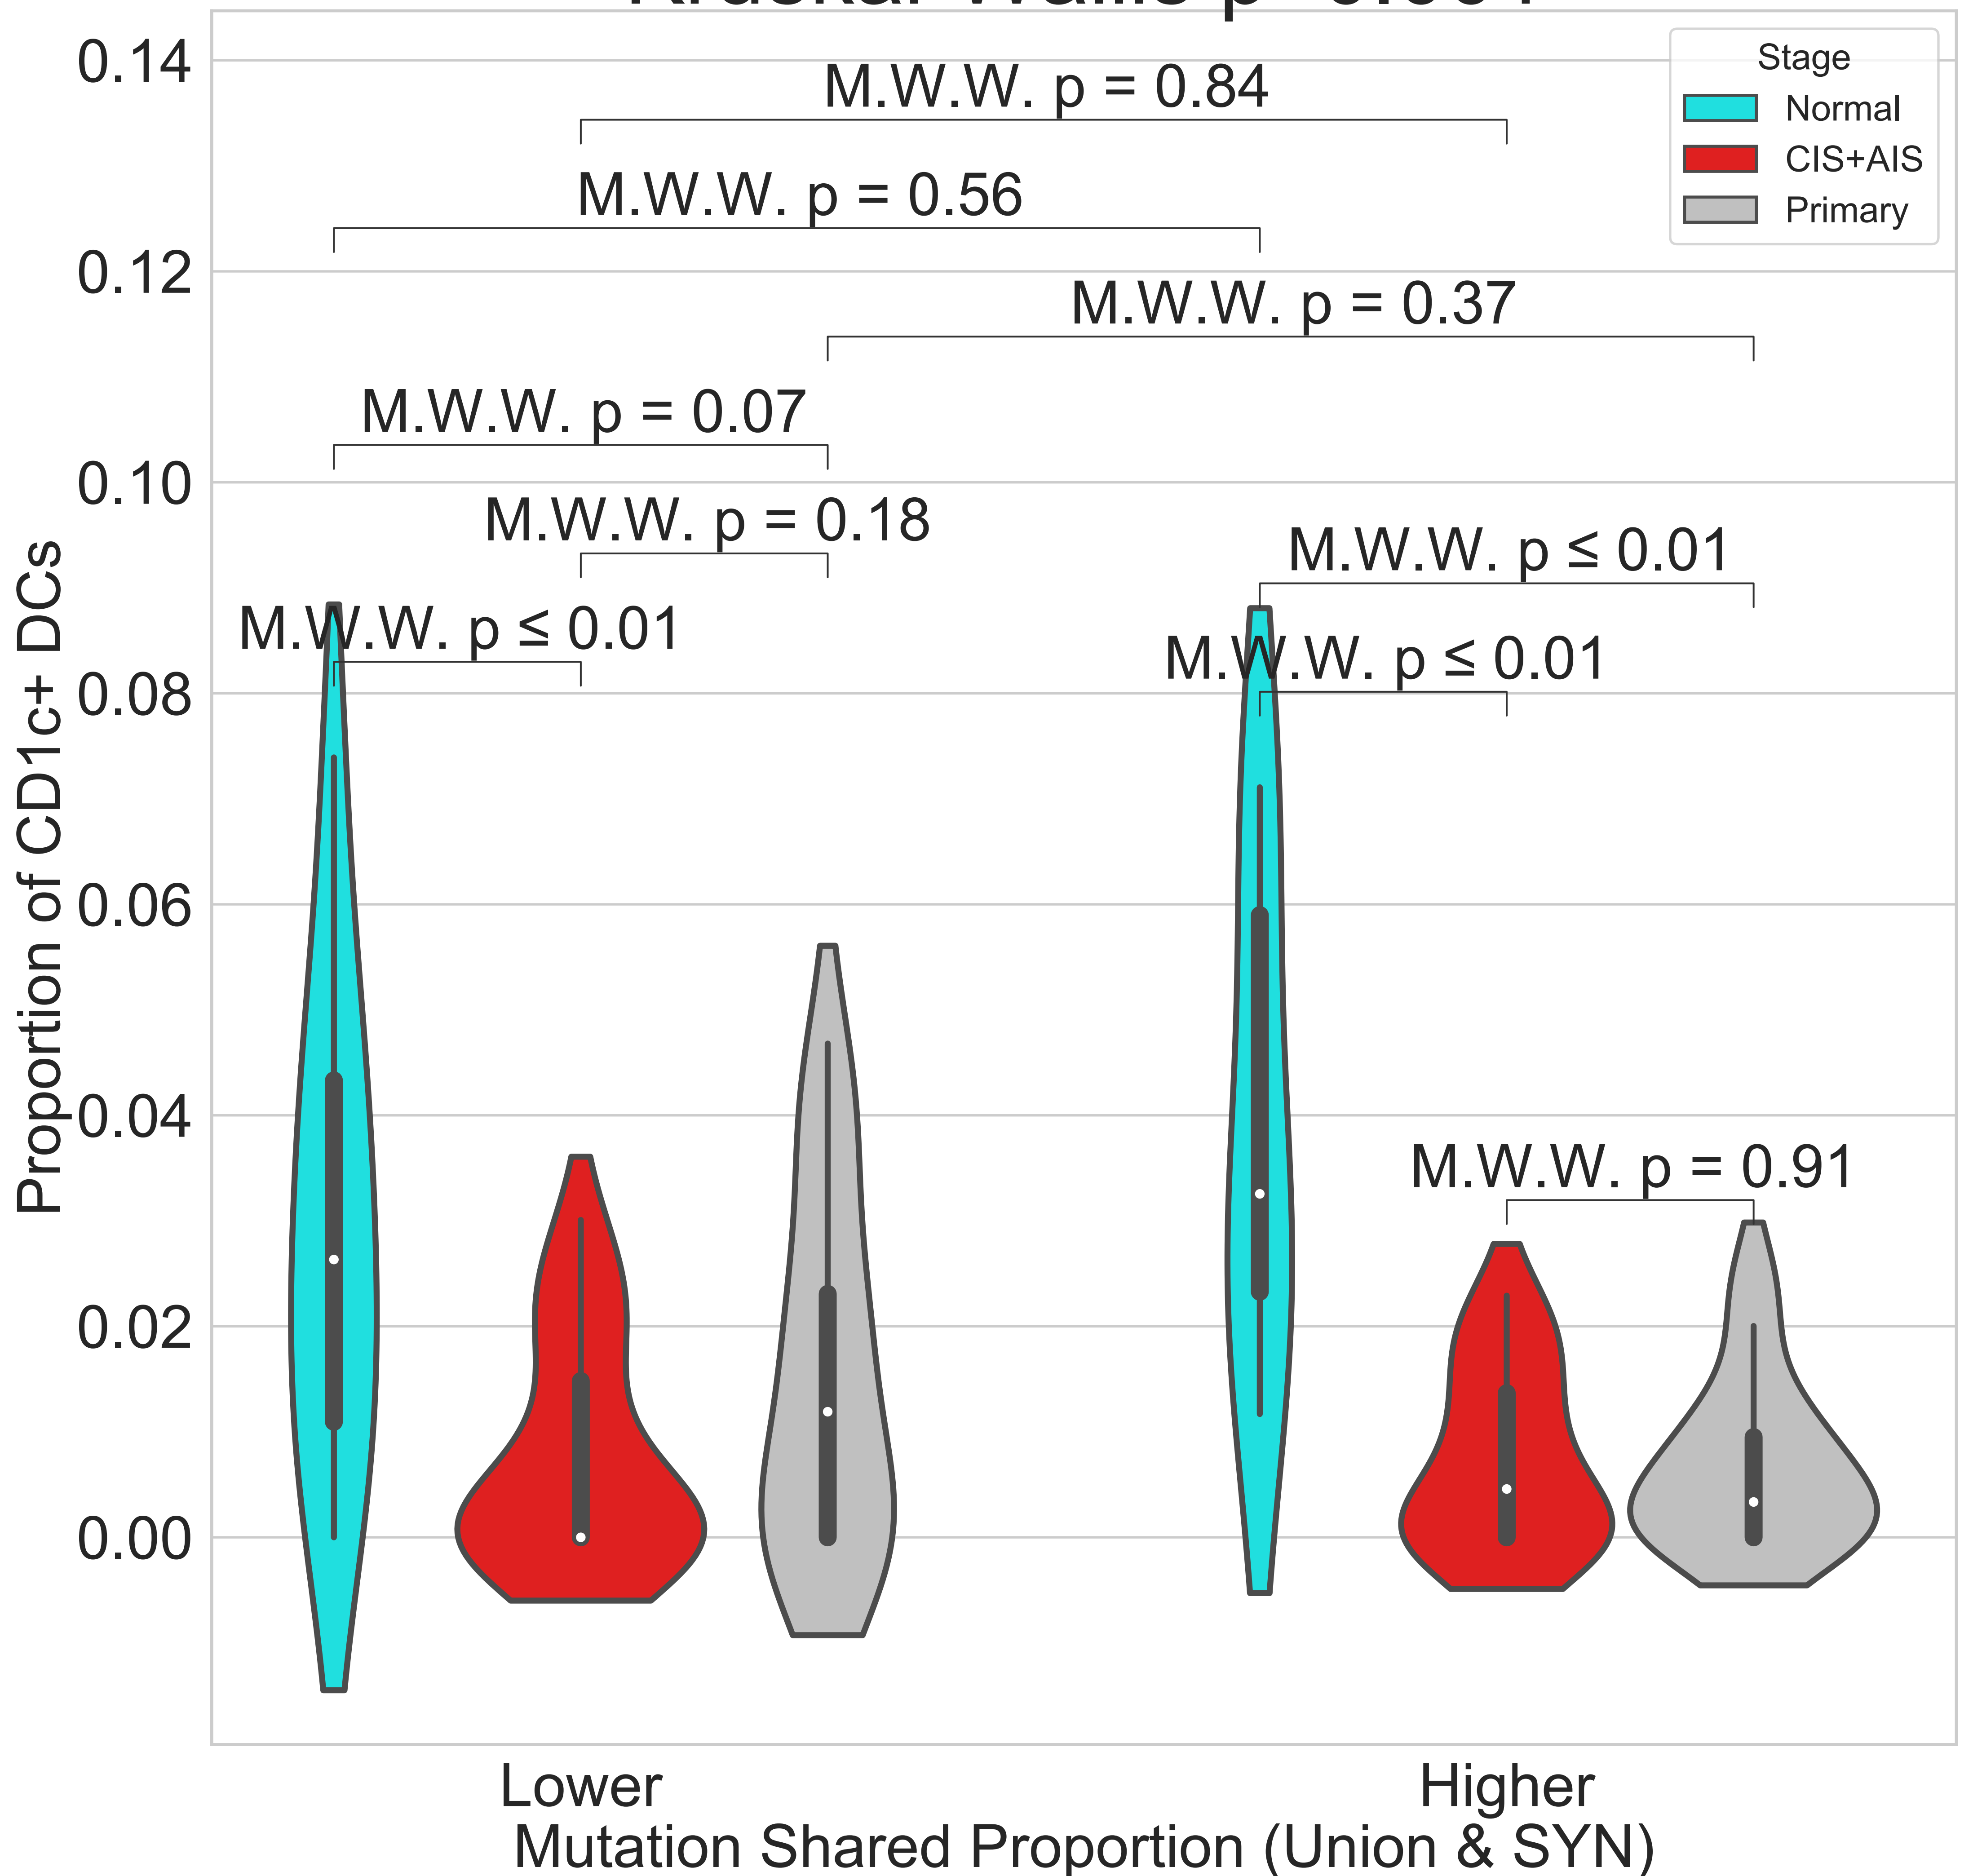 Stage
Normal
CIS+AIS
Primary
0.14
M.W.W. p = 0.84
M.W.W. p = 0.56
0.12
M.W.W. p = 0.37
M.W.W. p = 0.07
0.10
M.W.W. p = 0.18
M.W.W. p ≤ 0.01
M.W.W. p ≤ 0.01
M.W.W. p ≤ 0.01
0.08
0.06
0.04
M.W.W. p = 0.91
0.02
0.00
Proportion of CD1c+ DCs
Lower
Higher
Mutation Shared Proportion (Union & SYN)